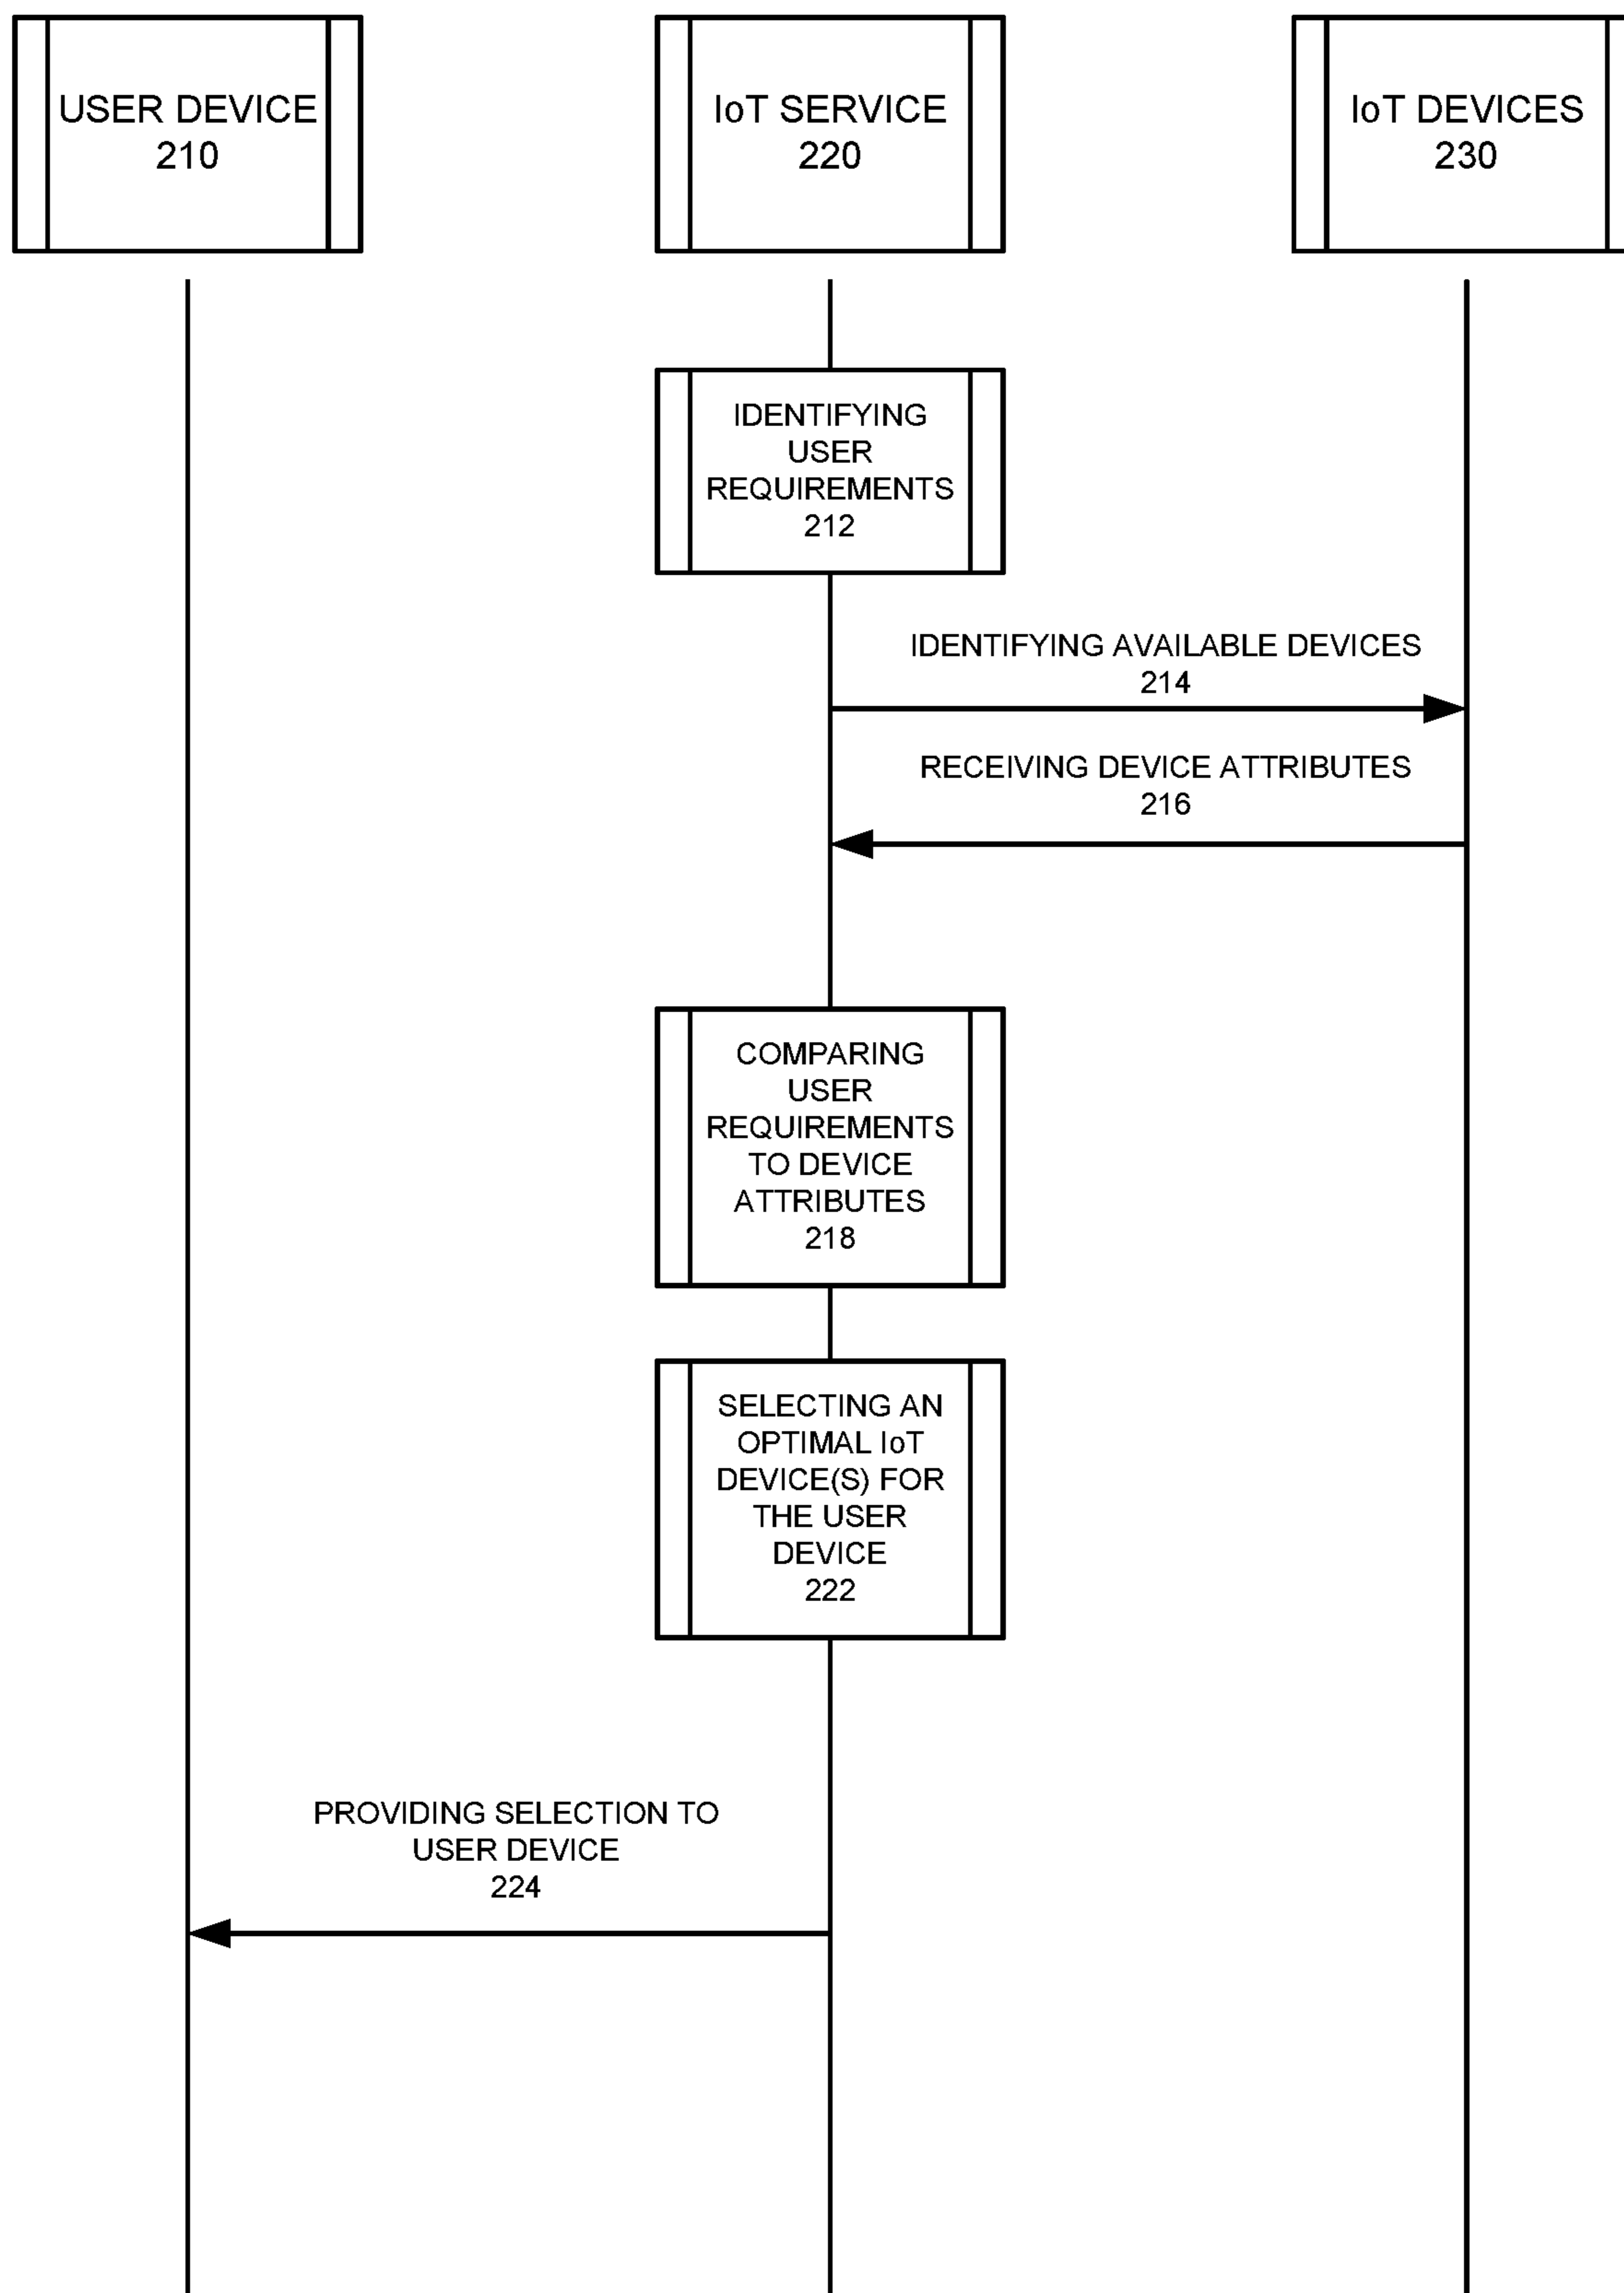 USER DEVICE
210
IoT SERVICE
220
IoT DEVICES
230
IDENTIFYING
USER
REQUIREMENTS
212
IDENTIFYING AVAILABLE DEVICES
214
RECEIVING DEVICE ATTRIBUTES
216
COMPARING
USER
REQUIREMENTS
TO DEVICE
ATTRIBUTES
218
SELECTING AN
OPTIMAL IoT
DEVICE(S) FOR
THE USER
DEVICE
222
PROVIDING SELECTION TO
USER DEVICE
224